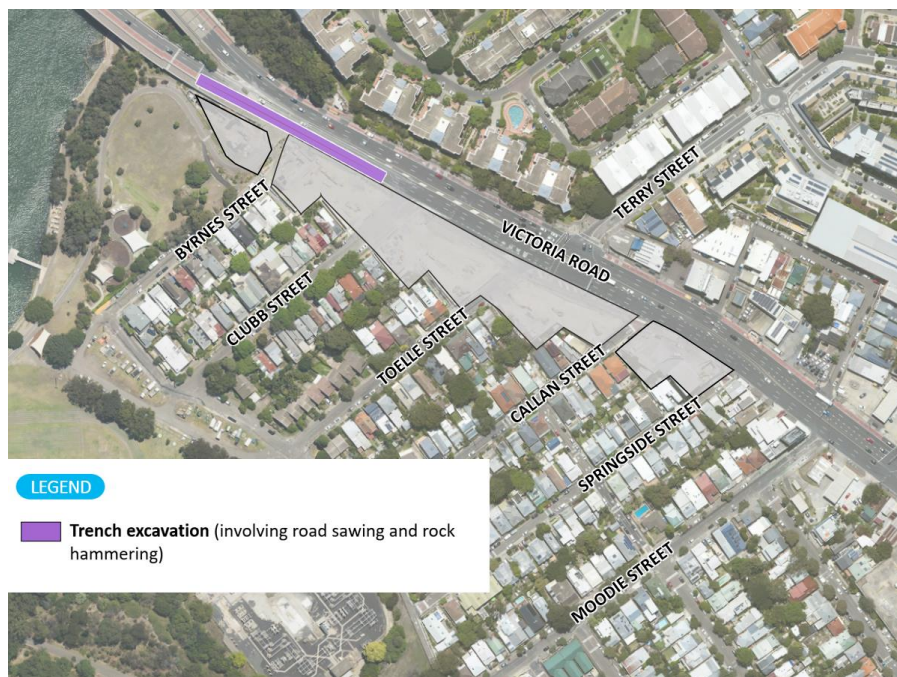 TERRY STREET
VICTORIA ROAD
BYRNES STREET
CLUBB STREET
TOELLE STREET
CALLAN STREET
SPRINGSIDE STREET
MOODIE STREET
LEGEND
Trench excavation (involving road sawing and rock
hammering)